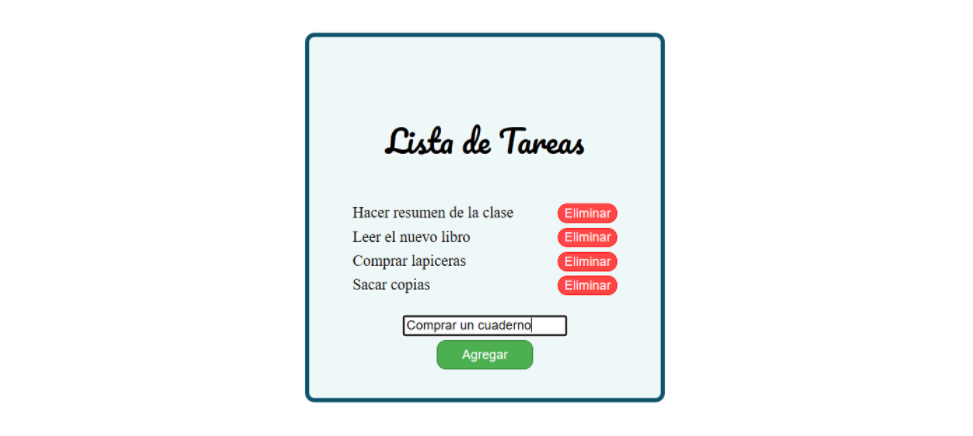 Lista de Tareas
Hacer resumen de la clase Eliminar
Leer el nuevo libro Eliminar
Comprar lapiceras Eliminar
Sacar copias Eliminar
Comprar un cuaderno
Agregar